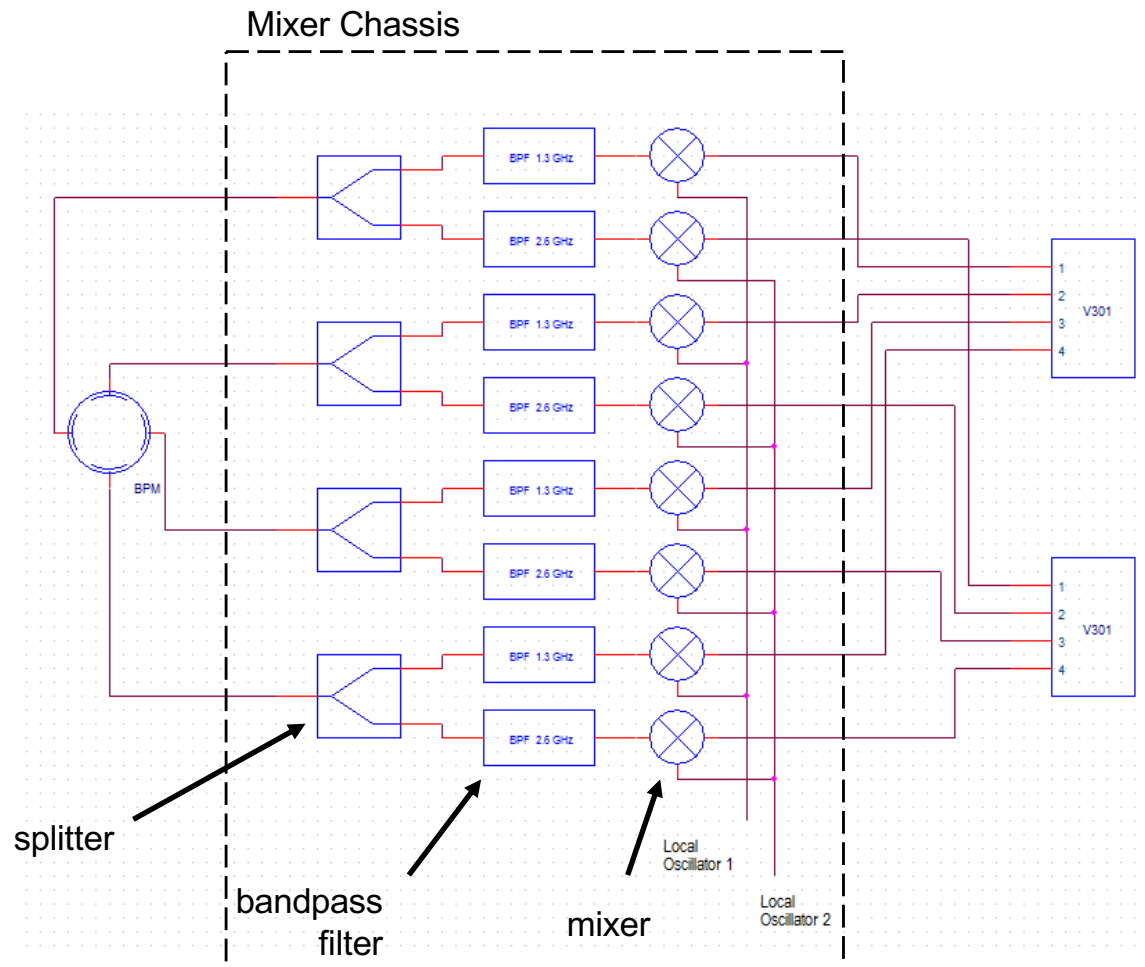 Mixer Chassis
BPF 1.3 GHz
BPF 2.6 GHz
1
2
V301
3
4
BPF 1.3 GHz
BPF 2.6 GHz
BPM
BPF 1.3 GHz
BPF 2.6 GHz
1
2
V301
3
4
BPF 1.3 GHz
BPF 2.6 GHz
splitter
bandpass
filter
mixer
Local
Oscillator 1
Local
Oscillator 2